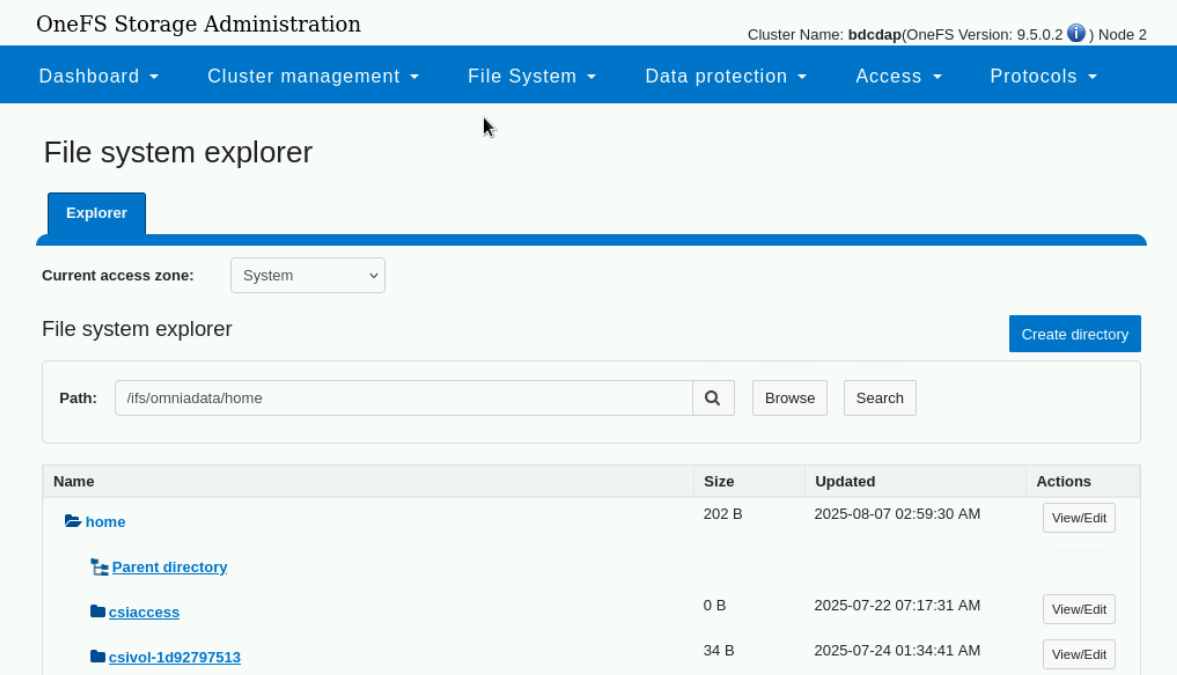 OneFS Storage Administration
Cluster Name: bdcdap(OneFS Version: 9.5.0.2 i ) Node 2
Dashboard Cluster management File System Data protection Access Protocols
File system explorer
Explorer
Current access zone: System
File system explorer
Create directory
Path: /ifs/omniadata/home Browse Search
Name Size Updated Actions
home 202 B 2025-08-07 02:59:30 AM View/Edit
Parent directory
csiaccess 0 B 2025-07-22 07:17:31 AM View/Edit
csivol-1d92797513 34 B 2025-07-24 01:34:41 AM View/Edit